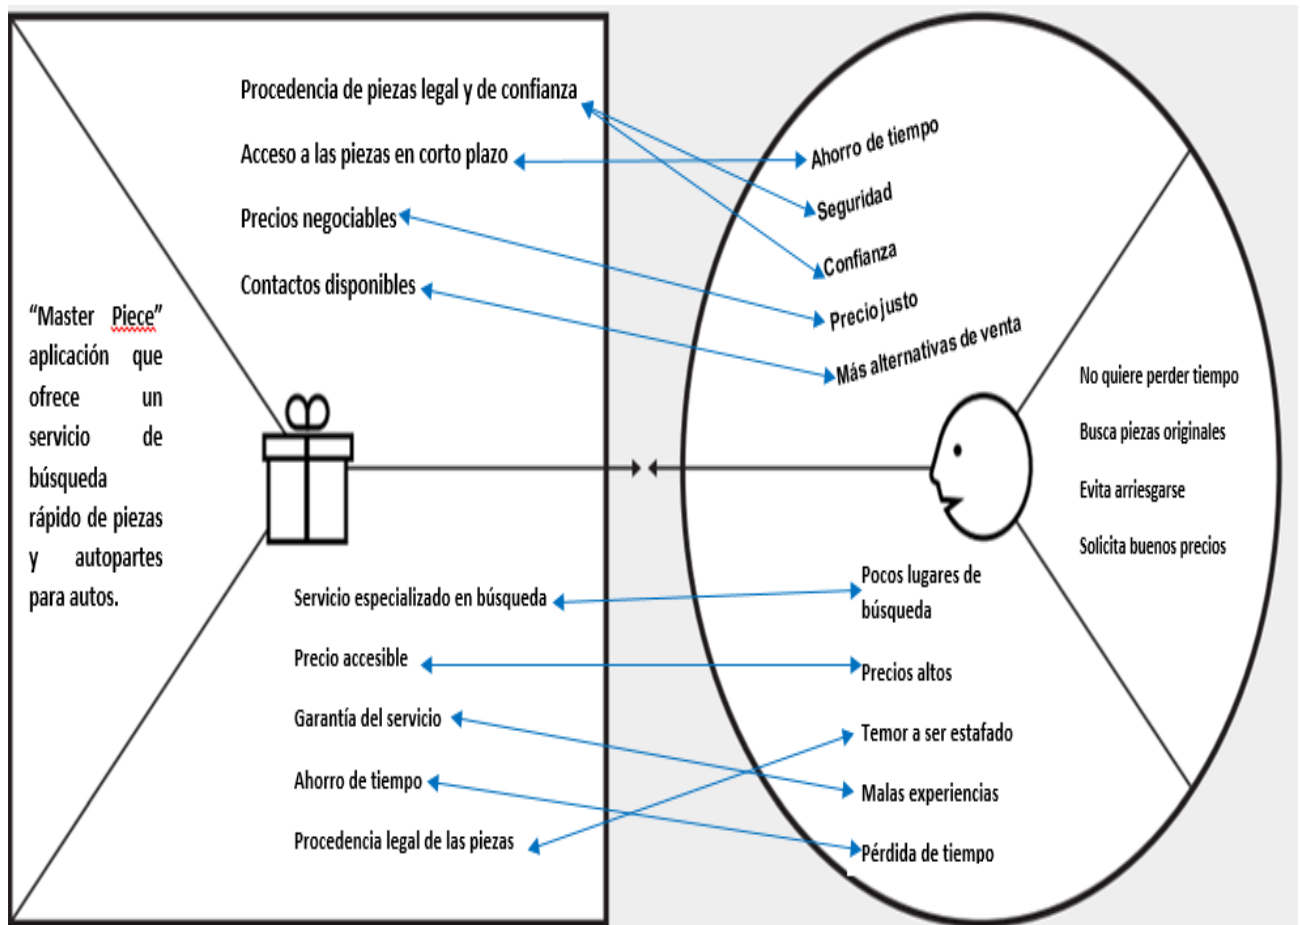 Procedencia de piezas legal y de confianza
Acceso a las piezas en corto plazo
Precios negociables
Contactos disponibles
“Master Piece”
aplicación que
ofrece un
servicio de
búsqueda
rápido de piezas
y autopartes
para autos.
Servicio especializado en búsqueda
Precio accesible
Garantía del servicio
Ahorro de tiempo
Procedencia legal de las piezas
Ahorro de tiempo
Seguridad
Confianza
Precio justo
Más alternativas de venta
No quiere perder tiempo
Busca piezas originales
Evita arriesgarse
Solicita buenos precios
Pocos lugares de
búsqueda
Precios altos
Temor a ser estafado
Malas experiencias
Pérdida de tiempo